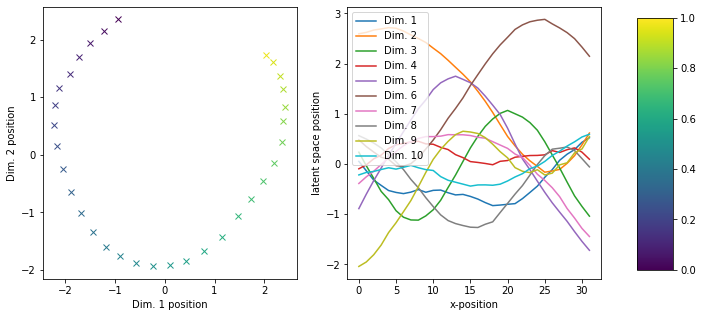 2
1
0
−1
−2
Dim. 2 position
−2
−1
0
1
2
Dim. 1 position
3
2
1
0
−1
−2
latent space position
Dim. 1
Dim. 2
Dim. 3
Dim. 4
Dim. 5
Dim. 6
Dim. 7
Dim. 8
Dim. 9
Dim. 10
0
5
10
15
20
25
30
x-position
1.0
0.8
0.6
0.4
0.2
0.0